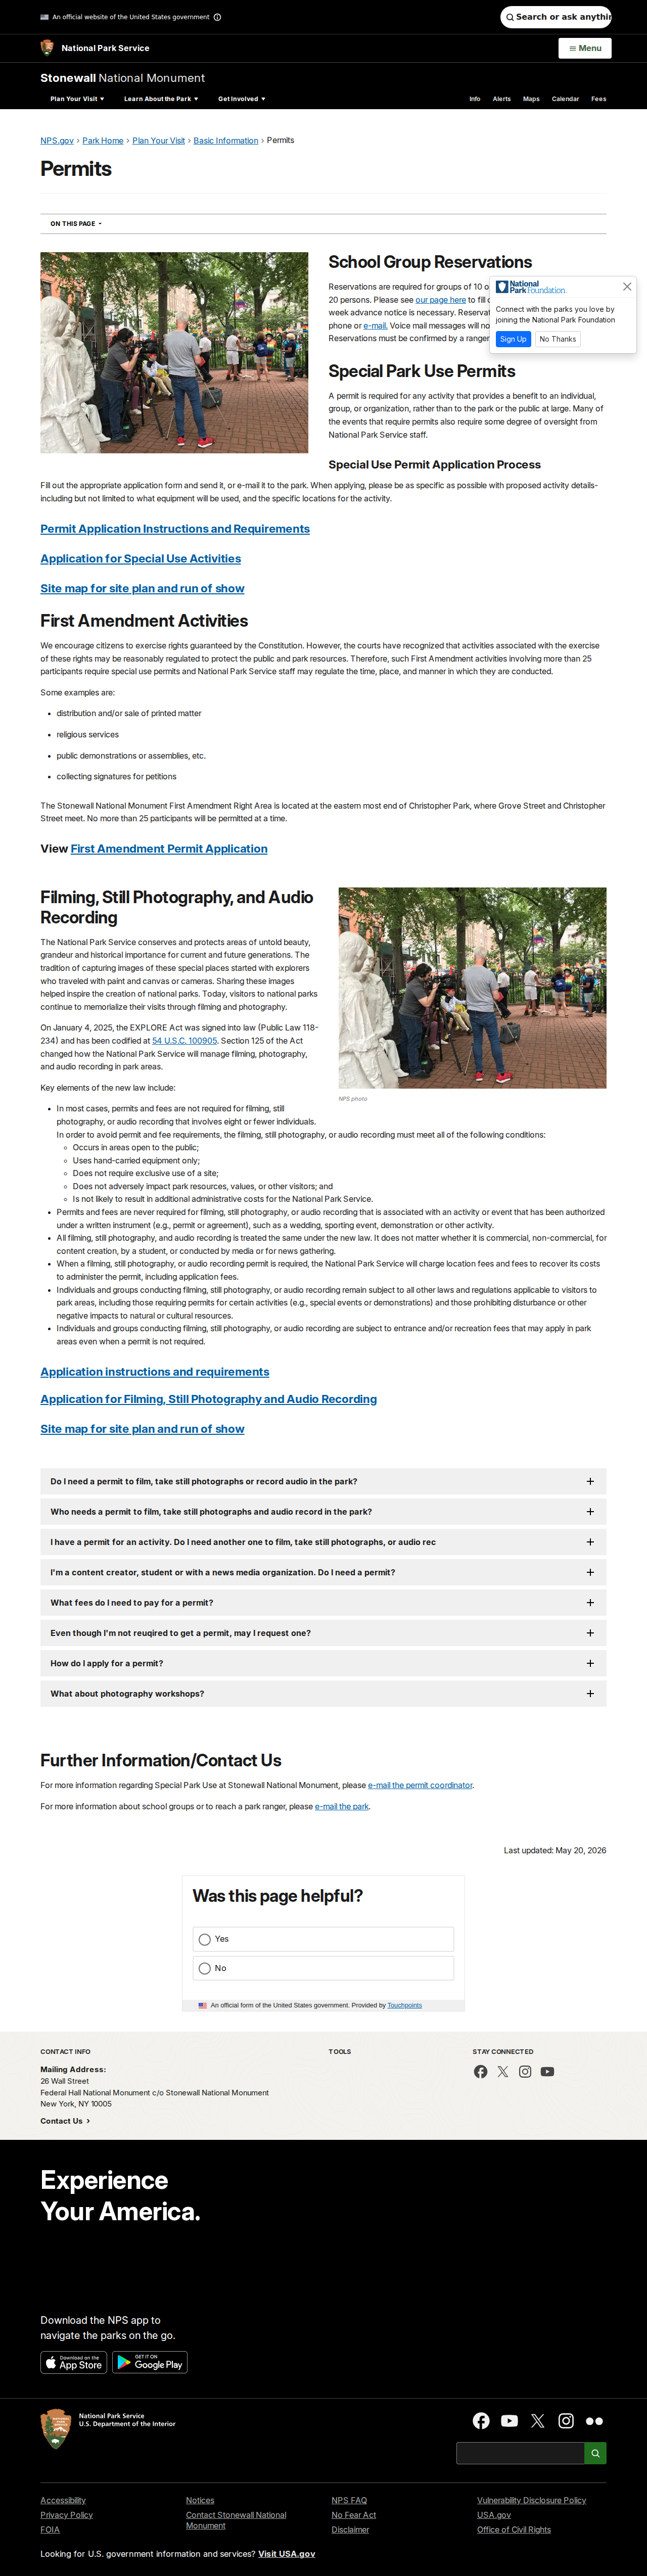 An official website of the United States government
Search or ask anythin
National Park Service
Menu
Stonewall National Monument
Plan Your Visit
Learn About the Park
Get Involved
Info
Alerts
Maps
Calendar
Fees
NPS.gov
Park Home
Plan Your Visit
Basic Information
Permits
Permits
ON THIS PAGE
School Group Reservations
Reservations are required for groups of 10 o
20 persons. Please see our page here to fill o
week advance notice is necessary. Reservat
phone or e-mail. Voice mail messages will no
Reservations must be confirmed by a ranger
National Park Foundation
Connect with the parks you love by
joining the National Park Foundation
Sign Up
No Thanks
Special Park Use Permits
A permit is required for any activity that provides a benefit to an individual,
group, or organization, rather than to the park or the public at large. Many of
the events that require permits also require some degree of oversight from
National Park Service staff.
Special Use Permit Application Process
Fill out the appropriate application form and send it, or e-mail it to the park. When applying, please be as specific as possible with proposed activity details-
including but not limited to what equipment will be used, and the specific locations for the activity.
Permit Application Instructions and Requirements
Application for Special Use Activities
Site map for site plan and run of show
First Amendment Activities
We encourage citizens to exercise rights guaranteed by the Constitution. However, the courts have recognized that activities associated with the exercise
of these rights may be reasonably regulated to protect the public and park resources. Therefore, such First Amendment activities involving more than 25
participants require special use permits and National Park Service staff may regulate the time, place, and manner in which they are conducted.
Some examples are:
distribution and/or sale of printed matter
religious services
public demonstrations or assemblies, etc.
collecting signatures for petitions
The Stonewall National Monument First Amendment Right Area is located at the eastern most end of Christopher Park, where Grove Street and Christopher
Street meet. No more than 25 participants will be permitted at a time.
View First Amendment Permit Application
Filming, Still Photography, and Audio
Recording
The National Park Service conserves and protects areas of untold beauty,
grandeur and historical importance for current and future generations. The
tradition of capturing images of these special places started with explorers
who traveled with paint and canvas or cameras. Sharing these images
helped inspire the creation of national parks. Today, visitors to national parks
continue to memorialize their visits through filming and photography.
On January 4, 2025, the EXPLORE Act was signed into law (Public Law 118-
234) and has been codified at 54 U.S.C. 100905. Section 125 of the Act
changed how the National Park Service will manage filming, photography,
and audio recording in park areas.
NPS photo
Key elements of the new law include:
In most cases, permits and fees are not required for filming, still
photography, or audio recording that involves eight or fewer individuals.
In order to avoid permit and fee requirements, the filming, still photography, or audio recording must meet all of the following conditions:
Occurs in areas open to the public;
Uses hand-carried equipment only;
Does not require exclusive use of a site;
Does not adversely impact park resources, values, or other visitors; and
Is not likely to result in additional administrative costs for the National Park Service.
Permits and fees are never required for filming, still photography, or audio recording that is associated with an activity or event that has been authorized
under a written instrument (e.g., permit or agreement), such as a wedding, sporting event, demonstration or other activity.
All filming, still photography, and audio recording is treated the same under the new law. It does not matter whether it is commercial, non-commercial, for
content creation, by a student, or conducted by media or for news gathering.
When a filming, still photography, or audio recording permit is required, the National Park Service will charge location fees and fees to recover its costs
to administer the permit, including application fees.
Individuals and groups conducting filming, still photography, or audio recording remain subject to all other laws and regulations applicable to visitors to
park areas, including those requiring permits for certain activities (e.g., special events or demonstrations) and those prohibiting disturbance or other
negative impacts to natural or cultural resources.
Individuals and groups conducting filming, still photography, or audio recording are subject to entrance and/or recreation fees that may apply in park
areas even when a permit is not required.
Application instructions and requirements
Application for Filming, Still Photography and Audio Recording
Site map for site plan and run of show
Do I need a permit to film, take still photographs or record audio in the park?
Who needs a permit to film, take still photographs and audio record in the park?
I have a permit for an activity. Do I need another one to film, take still photographs, or audio rec
I'm a content creator, student or with a news media organization. Do I need a permit?
What fees do I need to pay for a permit?
Even though I'm not reuqired to get a permit, may I request one?
How do I apply for a permit?
What about photography workshops?
Further Information/Contact Us
For more information regarding Special Park Use at Stonewall National Monument, please e-mail the permit coordinator.
For more information about school groups or to reach a park ranger, please e-mail the park.
Last updated: May 20, 2026
Was this page helpful?
Yes
No
An official form of the United States government. Provided by Touchpoints
CONTACT INFO
Mailing Address:
26 Wall Street
Federal Hall National Monument c/o Stonewall National Monument
New York, NY 10005
Contact Us
TOOLS
STAY CONNECTED
Experience
Your America.
Download the NPS app to
navigate the parks on the go.
Download on the
App Store
GET IT ON
Google Play
National Park Service
U.S. Department of the Interior
Accessibility
Privacy Policy
FOIA
Notices
Contact Stonewall National
Monument
NPS FAQ
No Fear Act
Disclaimer
Vulnerability Disclosure Policy
USA.gov
Office of Civil Rights
Looking for U.S. government information and services? Visit USA.gov